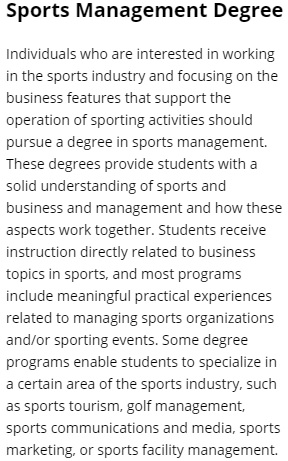 Sports Management Degree
Individuals who are interested in working
in the sports industry and focusing on the
business features that support the
operation of sporting activities should
pursue a degree in sports management.
These degrees provide students with a
solid understanding of sports and
business and management and how these
aspects work together. Students receive
instruction directly related to business
topics in sports, and most programs
include meaningful practical experiences
related to managing sports organizations
and/or sporting events. Some degree
programs enable students to specialize in
a certain area of the sports industry, such
as sports tourism, golf management,
sports communications and media, sports
marketing, or sports facility management.